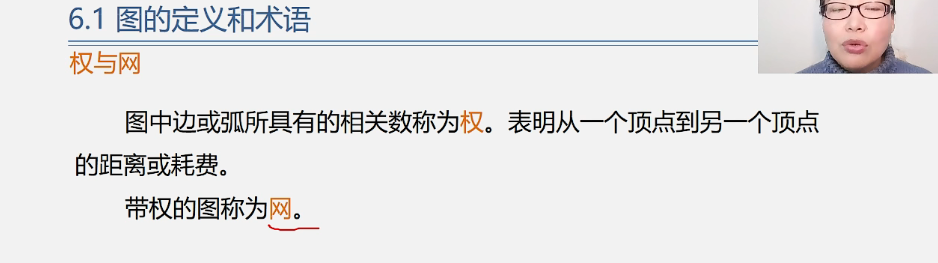 6.1 图的定义和术语
权与网
图中边或弧所具有的相关数称为权。表明从一个顶点到另一个顶点
的距离或耗费。
带权的图称为网。